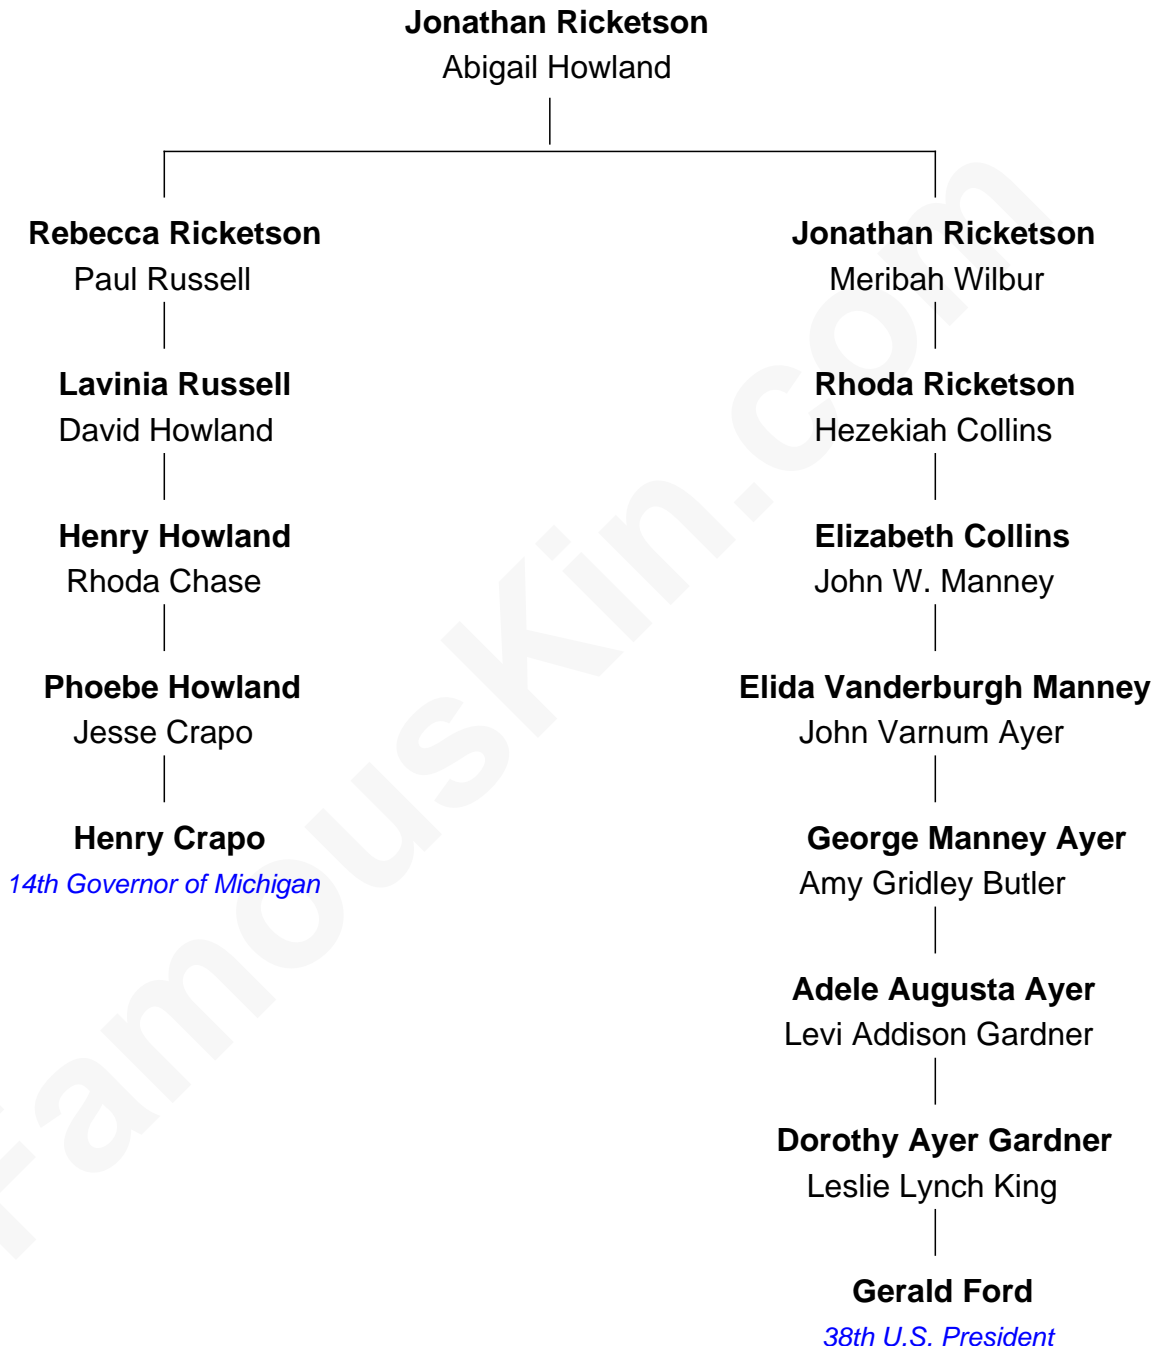 Jonathan Ricketson
Abigail Howland
Rebecca Ricketson
Paul Russell
Lavinia Russell
David Howland
Henry Howland
Rhoda Chase
Phoebe Howland
Jesse Crapo
Henry Crapo
14th Governor of Michigan
Jonathan Ricketson
Meribah Wilbur
Rhoda Ricketson
Hezekiah Collins
Elizabeth Collins
John W. Manney
Elida Vanderburgh Manney
John Varnum Ayer
George Manney Ayer
Amy Gridley Butler
Adele Augusta Ayer
Levi Addison Gardner
Dorothy Ayer Gardner
Leslie Lynch King
Gerald Ford
38th U.S. President
FamousKin.com